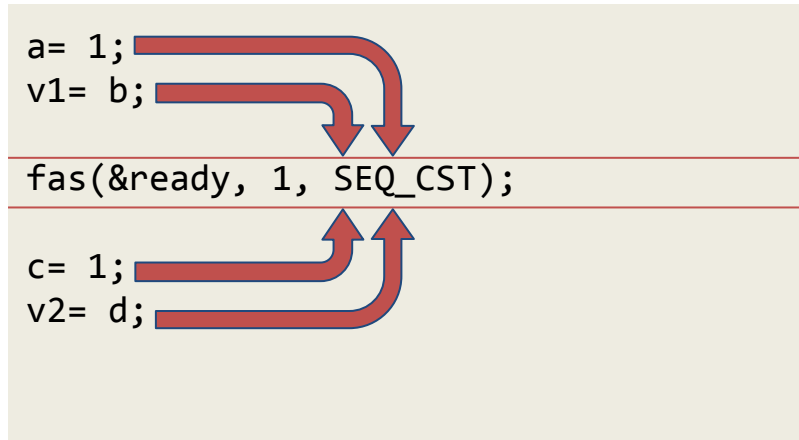 a= 1;
v1= b;
fas(&ready, 1, SEQ_CST);
c= 1;
v2= d;